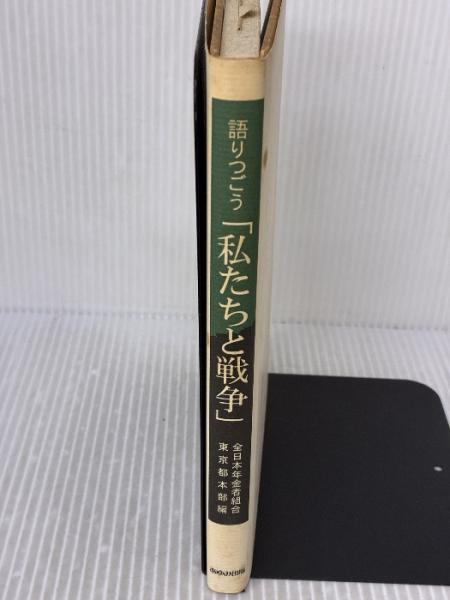 語りつごう
「私たちと戦争」
全日本年金者組合
東京都本部編